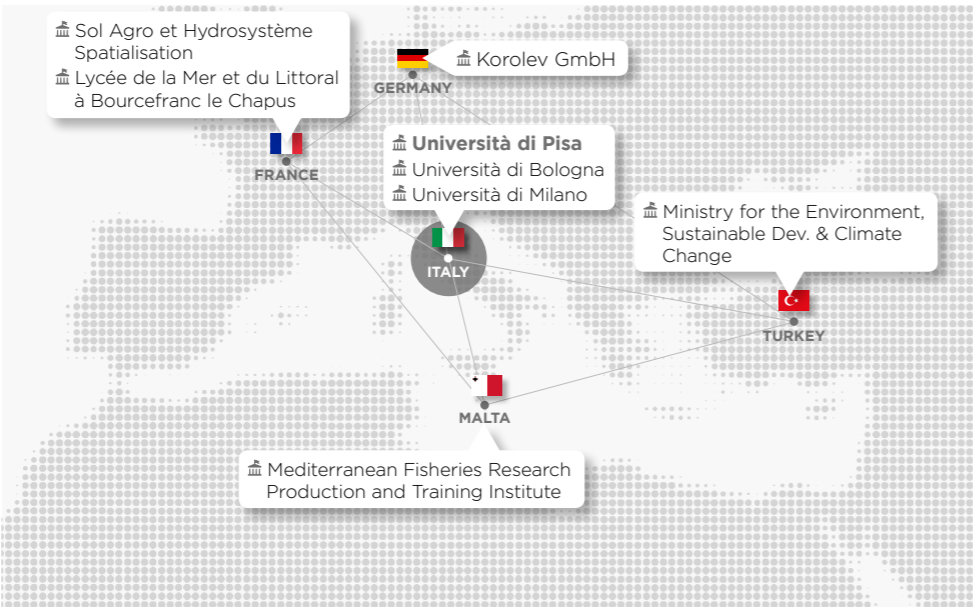 Sol Agro et Hydrosystème
Spatialisation
Lycée de la Mer et du Littoral
à Bourcefranc le Chapus
Korolev GmbH
GERMANY
Università di Pisa
Università di Bologna
Università di Milano
FRANCE
Ministry for the Environment,
Sustainable Dev. & Climate
Change
ITALY
TURKEY
MALTA
Mediterranean Fisheries Research
Production and Training Institute